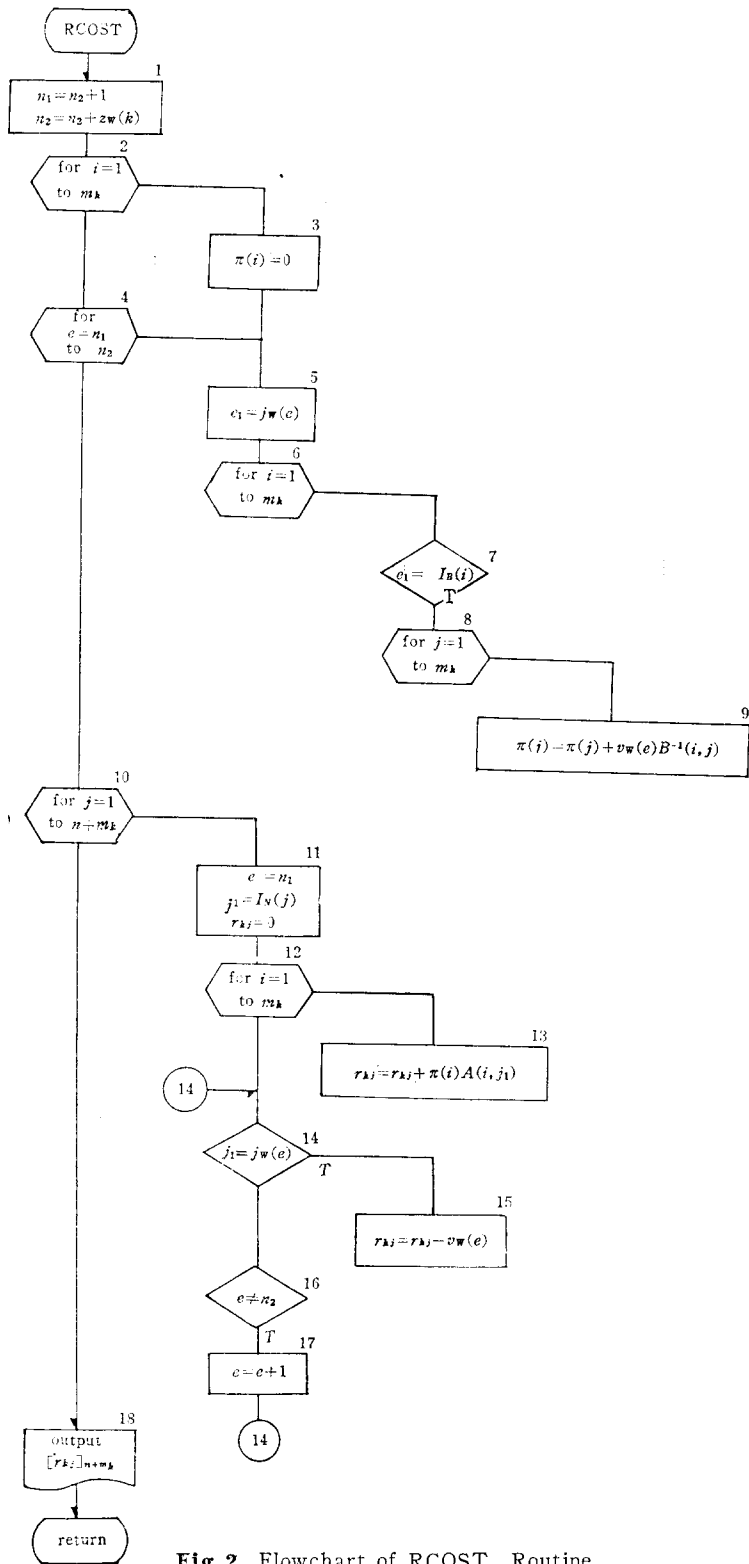 RCOST
1
n₁=n₂+1
n₂=n₂+zw(k)
2
for i=1
to mₖ
3
π(i)=0
4
for
e=n₁
to n₂
5
e₁=jw(e)
6
for i=1
to mₖ
7
e₁= I_B(i)
T
8
for j=1
to mₖ
9
π(j)=π(j)+vw(e)B⁻¹(i,j)
10
for j=1
to n+mₖ
11
e =n₁
j¹=I_N(j)
rₖⱼ=0
12
for i=1
to mₖ
13
rₖⱼ=rₖⱼ+π(i)A(i,j₁)
14
14
j₁=jw(e)
T
15
rₖⱼ=rₖⱼ−vw(e)
16
e≠n₂
T
17
e=e+1
14
18
output
[rₖⱼ]ₙ₊ₘₖ
return
Fig 2 Flowchart of RCOST Routine